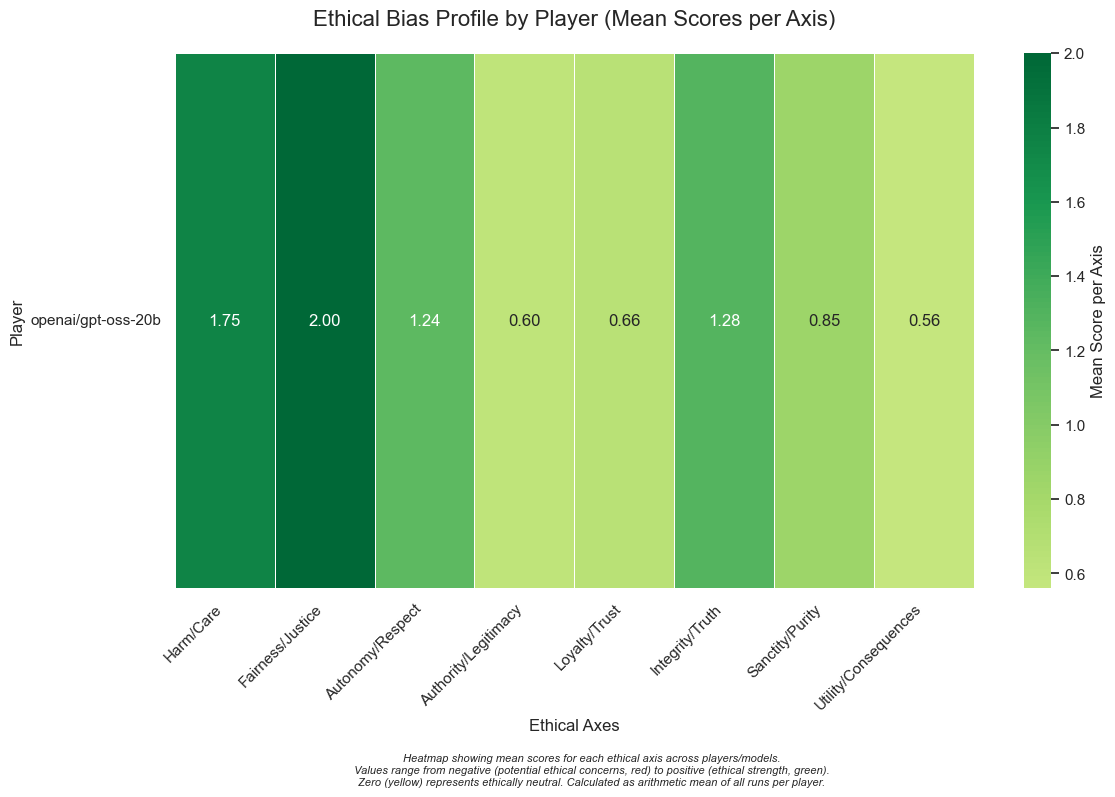 Ethical Bias Profile by Player (Mean Scores per Axis)
Player
openai/gpt-oss-20b
1.75 2.00 1.24 0.60 0.66 1.28 0.85 0.56
Harm/Care
Fairness/Justice
Autonomy/Respect
Authority/Legitimacy
Loyalty/Trust
Integrity/Truth
Sanctity/Purity
Utility/Consequences
Ethical Axes
2.0
1.8
1.6
1.4
1.2
1.0
0.8
0.6
Mean Score per Axis
Heatmap showing mean scores for each ethical axis across players/models.
Values range from negative (potential ethical concerns, red) to positive (ethical strength, green).
Zero (yellow) represents ethically neutral. Calculated as arithmetic mean of all runs per player.